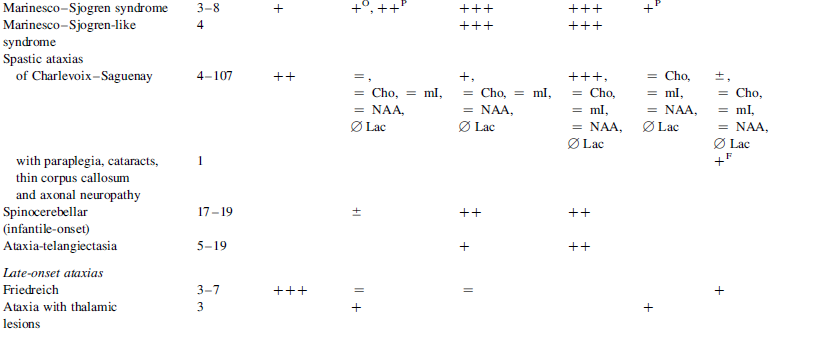 Marinesco–Sjogren syndrome 3–8 + +O, ++P +++ +++ +P
Marinesco–Sjogren-like 4 +++ +++
syndrome
Spastic ataxias
of Charlevoix–Saguenay 4–107 ++ =, +, +++, = Cho, ±,
= Cho, = mI, = Cho, = mI, = Cho, = mI, = Cho,
= NAA, = NAA, = mI, = NAA, = mI,
∅ Lac ∅ Lac = NAA, ∅ Lac = NAA,
∅ Lac ∅ Lac
with paraplegia, cataracts, 1 +F
thin corpus callosum
and axonal neuropathy
Spinocerebellar 17–19 ± ++ ++
(infantile-onset)
Ataxia-telangiectasia 5–19 + ++
Late-onset ataxias
Friedreich 3–7 +++ = = +
Ataxia with thalamic 3 + +
lesions